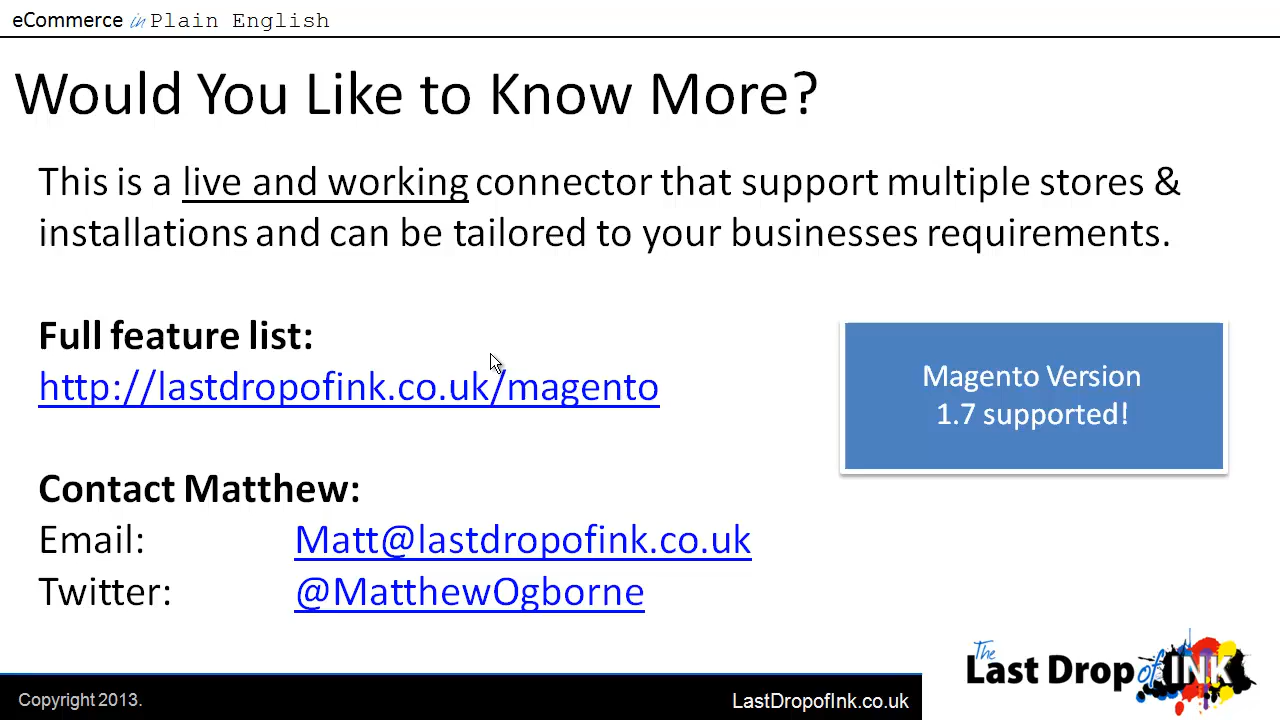 eCommerce in Plain English
Would You Like to Know More?
This is a live and working connector that support multiple stores &
installations and can be tailored to your businesses requirements.
Full feature list:
http://lastdropofink.co.uk/magento
Magento Version
1.7 supported!
Contact Matthew:
Email: Matt@lastdropofink.co.uk
Twitter: @MatthewOgborne
The
Last Drop of INK
Copyright 2013.
LastDropofInk.co.uk